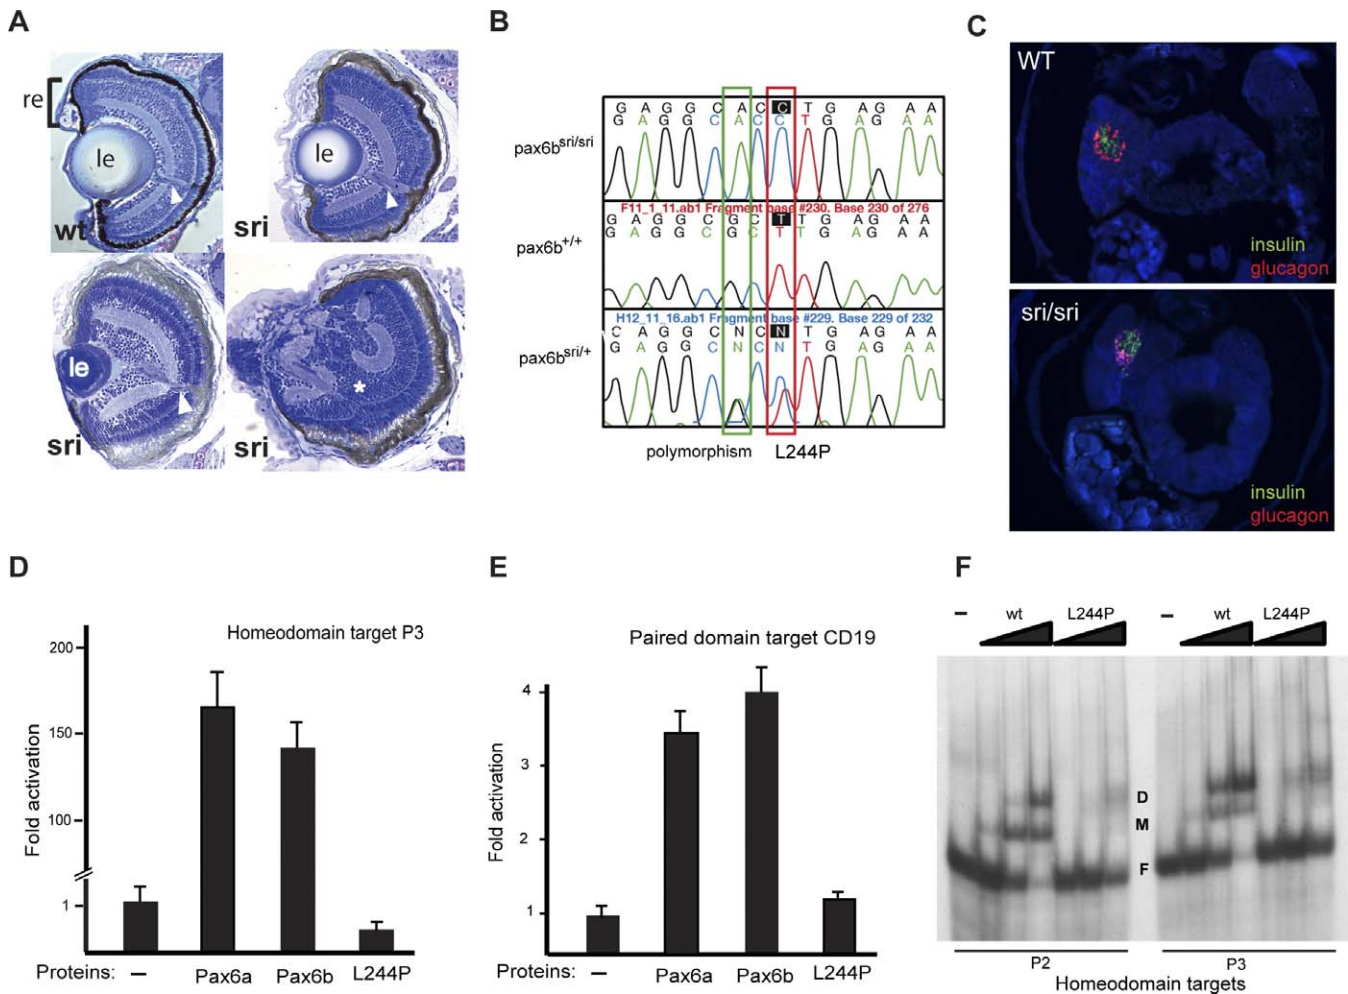 A
re
le
wt
le
sri
le
sri
sri
*
B
G A G G C A C C T G A G A A
G A G G C A C C T G A G A A
pax6b sri/sri
F11_1_11.ab1 Fragment base #230. Base 230 of 276
G A G G C G C T T G A G A A
G A G G C G C T T G A G A A
pax6b +/+
H12_11_16.ab1 Fragment base #229. Base 229 of 232
C A G G C N C N T G A G A A
G A G G C N C N T G A G A A
pax6b sri/+
polymorphism L244P
C
WT
insulin
glucagon
sri/sri
insulin
glucagon
D
Homeodomain target P3
Fold activation
200
150
100
1
Proteins: – Pax6a Pax6b L244P
E
Paired domain target CD19
Fold activation
4
3
2
1
Proteins: – Pax6a Pax6b L244P
F
– wt L244P – wt L244P
D
M
F
P2 P3
Homeodomain targets